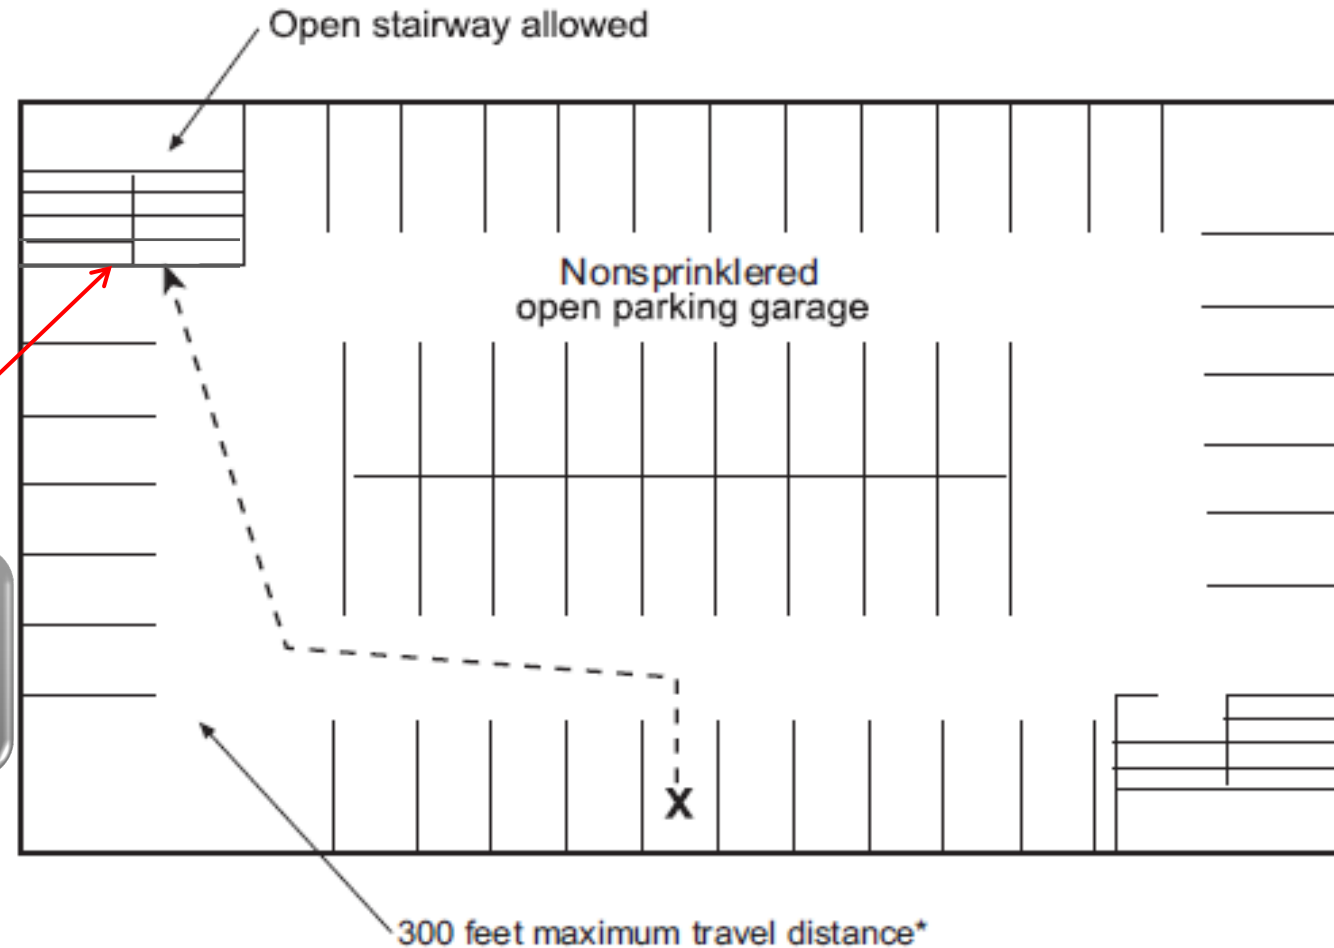 Open stairway allowed
Nonsprinklered
open parking garage
X
300 feet maximum travel distance*